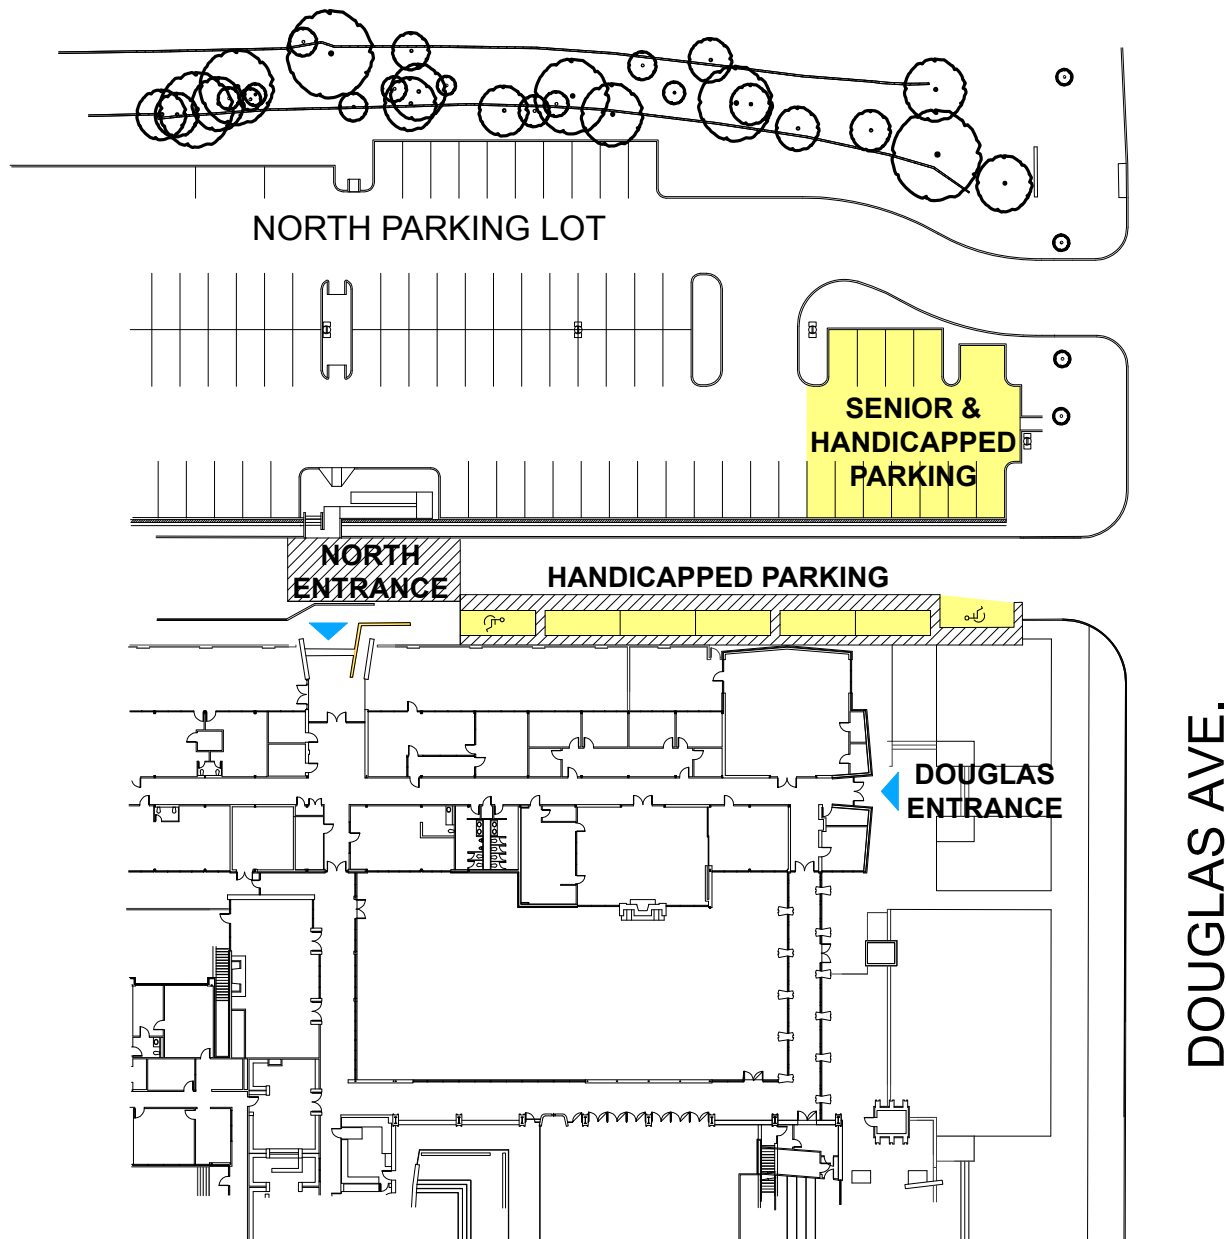 NORTH PARKING LOT
SENIOR &
HANDICAPPED
PARKING
NORTH
ENTRANCE
HANDICAPPED PARKING
DOUGLAS
ENTRANCE
DOUGLAS AVE.